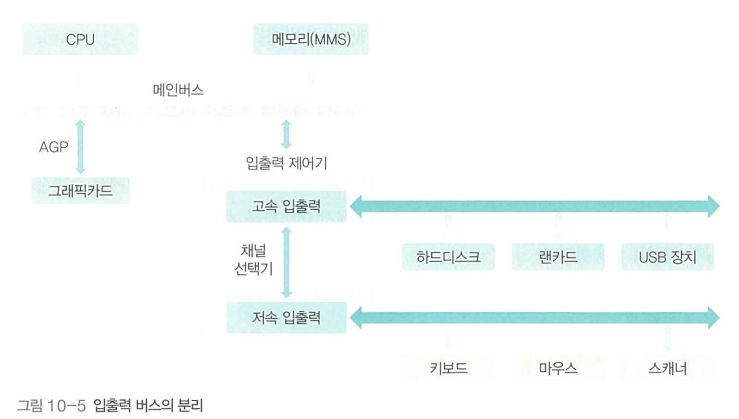 CPU
메모리(MMS)
메인버스
AGP
그래픽카드
입출력 제어기
고속 입출력
채널
선택기
하드디스크
랜카드
USB 장치
저속 입출력
키보드
마우스
스캐너
그림 10-5 입출력 버스의 분리